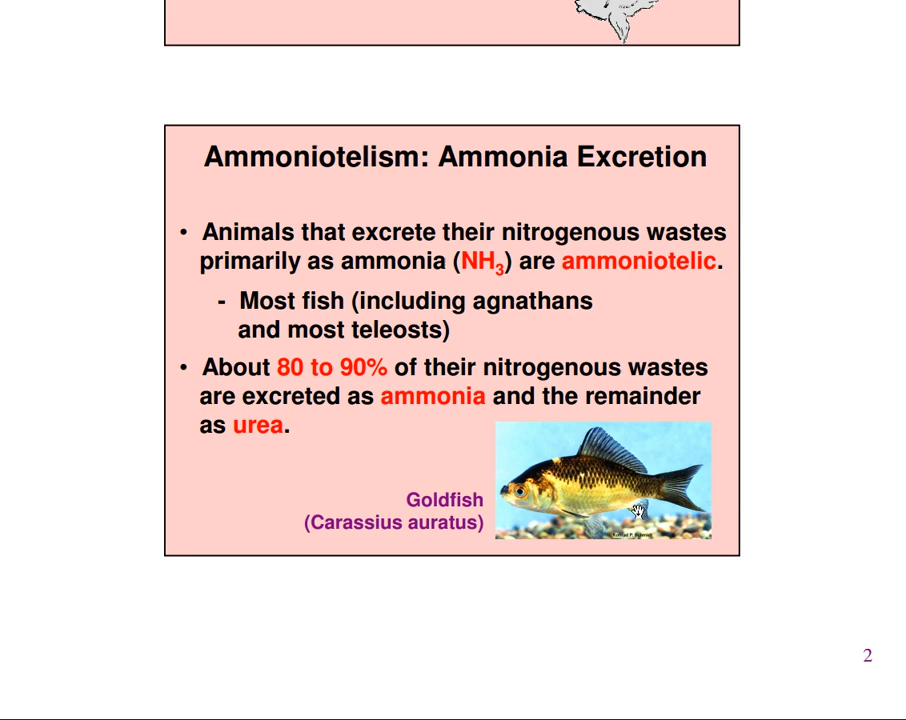 Ammoniotelism: Ammonia Excretion
• Animals that excrete their nitrogenous wastes
primarily as ammonia (NH3) are ammoniotelic.
- Most fish (including agnathans
and most teleosts)
• About 80 to 90% of their nitrogenous wastes
are excreted as ammonia and the remainder
as urea.
Goldfish
(Carassius auratus)
2